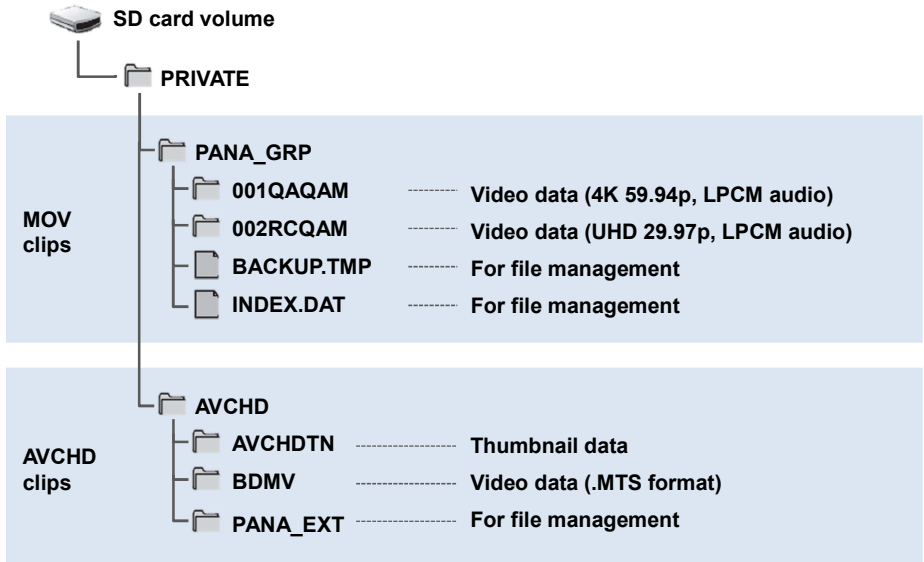 SD card volume
PRIVATE
MOV
clips
PANA_GRP
001QAQAM Video data (4K 59.94p, LPCM audio)
002RCQAM Video data (UHD 29.97p, LPCM audio)
BACKUP.TMP For file management
INDEX.DAT For file management
AVCHD
clips
AVCHD
AVCHDTN Thumbnail data
BDMV Video data (.MTS format)
PANA_EXT For file management